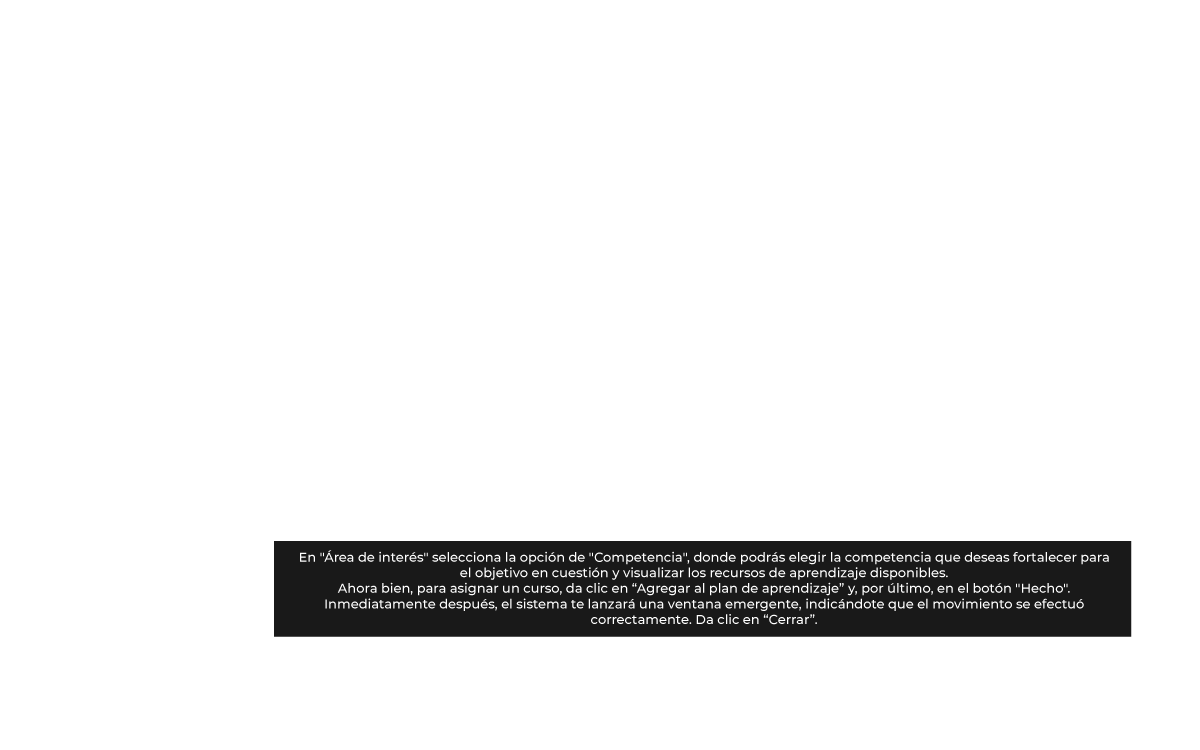 En "Área de interés" selecciona la opción de "Competencia", donde podrás elegir la competencia que deseas fortalecer para
el objetivo en cuestión y visualizar los recursos de aprendizaje disponibles.
Ahora bien, para asignar un curso, da clic en “Agregar al plan de aprendizaje” y, por último, en el botón "Hecho".
Inmediatamente después, el sistema te lanzará una ventana emergente, indicándote que el movimiento se efectuó
correctamente. Da clic en “Cerrar”.